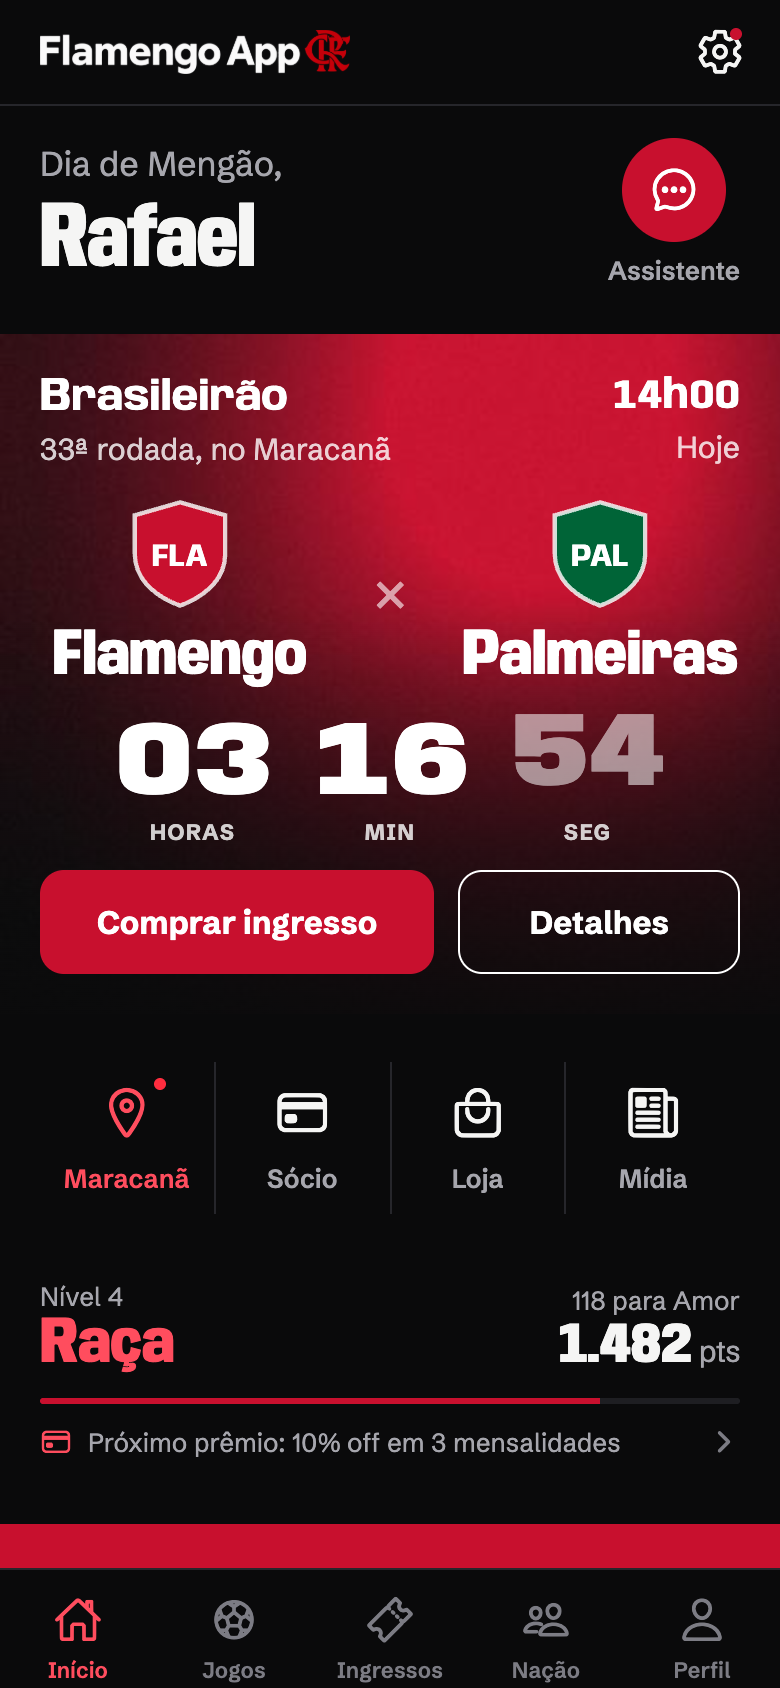 Flamengo App
Dia de Mengão,
Rafael
Assistente
Brasileirão
14h00
33ª rodada, no Maracanã
Hoje
FLA
PAL
×
Flamengo
Palmeiras
03 16 54
HORAS MIN SEG
Comprar ingresso
Detalhes
Maracanã
Sócio
Loja
Mídia
Nível 4
118 para Amor
Raça
1.482 pts
Próximo prêmio: 10% off em 3 mensalidades
Início
Jogos
Ingressos
Nação
Perfil